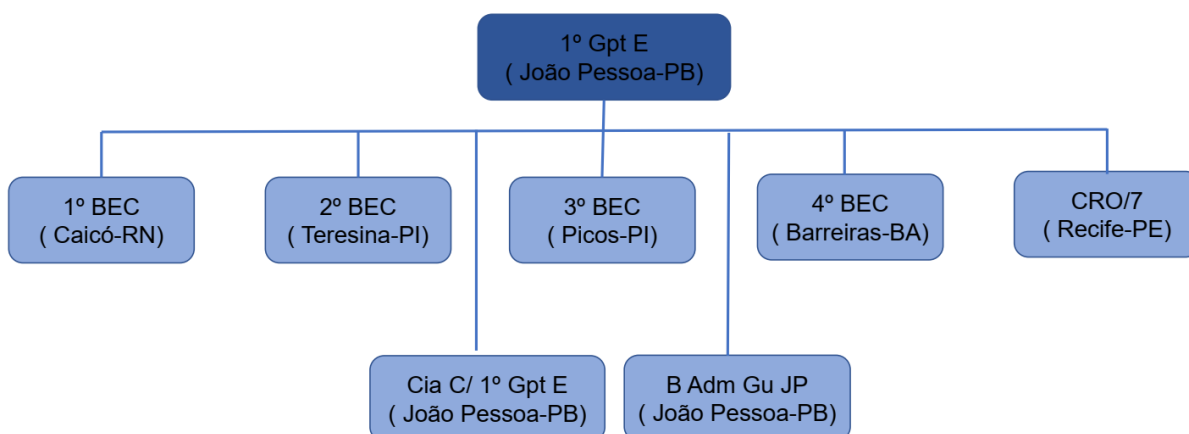 1º Gpt E
( João Pessoa-PB)
1º BEC
( Caicó-RN)
2º BEC
( Teresina-PI)
3º BEC
( Picos-PI)
4º BEC
( Barreiras-BA)
CRO/7
( Recife-PE)
Cia C/ 1º Gpt E
( João Pessoa-PB)
B Adm Gu JP
( João Pessoa-PB)